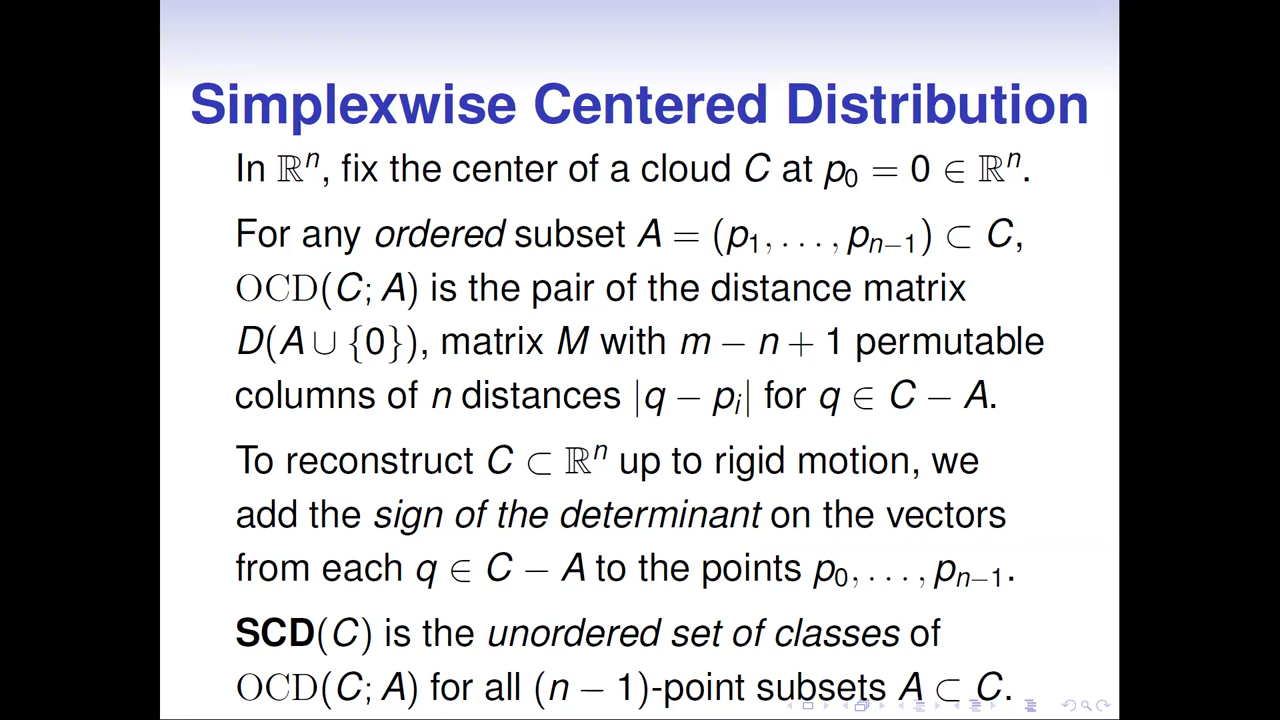 Simplexwise Centered Distribution
In ℝⁿ, fix the center of a cloud C at p₀ = 0 ∈ ℝⁿ.
For any ordered subset A = (p₁, . . . , pₙ₋₁) ⊂ C,
OCD(C; A) is the pair of the distance matrix
D(A ∪ {0}), matrix M with m − n + 1 permutable
columns of n distances |q − pᵢ| for q ∈ C − A.
To reconstruct C ⊂ ℝⁿ up to rigid motion, we
add the sign of the determinant on the vectors
from each q ∈ C − A to the points p₀, . . . , pₙ₋₁.
SCD(C) is the unordered set of classes of
OCD(C; A) for all (n − 1)-point subsets A ⊂ C.